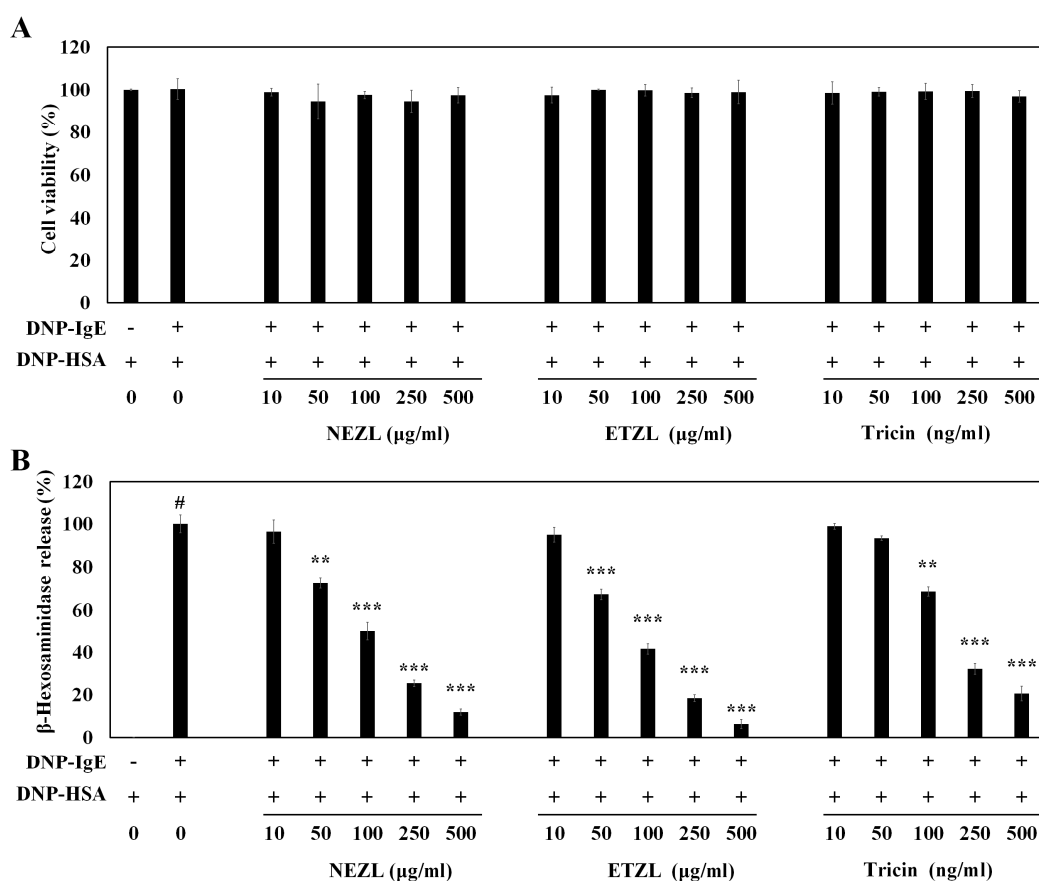 A
120
100
80
60
40
20
0
Cell viability (%)
DNP-IgE - + + + + + + + + + + + + + + + +
DNP-HSA + + + + + + + + + + + + + + + + +
0 0 10 50 100 250 500 10 50 100 250 500 10 50 100 250 500
NEZL (μg/ml) ETZL (μg/ml) Tricin (ng/ml)
B
120
100
80
60
40
20
0
β-Hexosaminidase release (%)
# ** *** *** *** *** *** *** *** ** *** ***
DNP-IgE - + + + + + + + + + + + + + + + +
DNP-HSA + + + + + + + + + + + + + + + + +
0 0 10 50 100 250 500 10 50 100 250 500 10 50 100 250 500
NEZL (μg/ml) ETZL (μg/ml) Tricin (ng/ml)